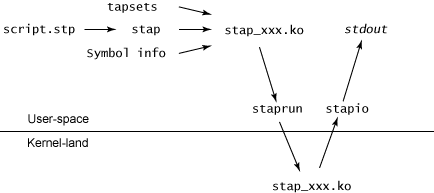 tapsets
script.stp
stap
stap_xxx.ko
stdout
Symbol info
staprun
stapio
User-space
Kernel-land
stap_xxx.ko